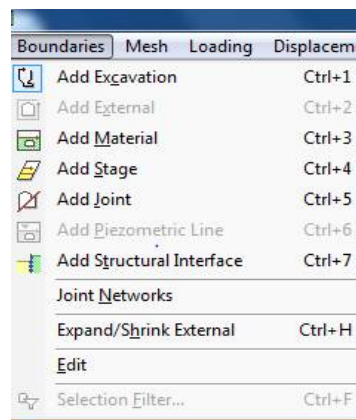 Boundaries Mesh Loading Displacem
Add Excavation Ctrl+1
Add External Ctrl+2
Add Material Ctrl+3
Add Stage Ctrl+4
Add Joint Ctrl+5
Add Piezometric Line Ctrl+6
Add Structural Interface Ctrl+7
Joint Networks
Expand/Shrink External Ctrl+H
Edit
Selection Filter... Ctrl+F